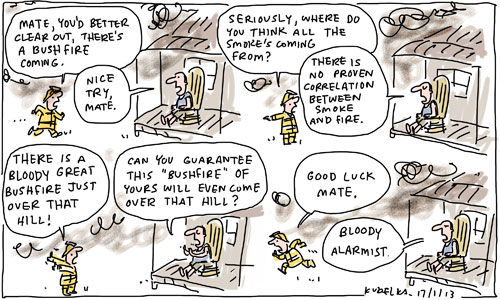 MATE, YOU'D BETTER
CLEAR OUT, THERE'S
A BUSHFIRE
COMING.
NICE
TRY,
MATE.
SERIOUSLY, WHERE DO
YOU THINK ALL THE
SMOKE'S COMING
FROM?
THERE IS
NO PROVEN
CORRELATION
BETWEEN
SMOKE
AND FIRE.
THERE IS A
BLOODY GREAT
BUSHFIRE JUST
OVER THAT
HILL!
CAN YOU GUARANTEE
THIS "BUSHFIRE" OF
YOURS WILL EVEN COME
OVER THAT HILL?
GOOD LUCK
MATE.
BLOODY
ALARMIST.
KUDELKA 17/1/13